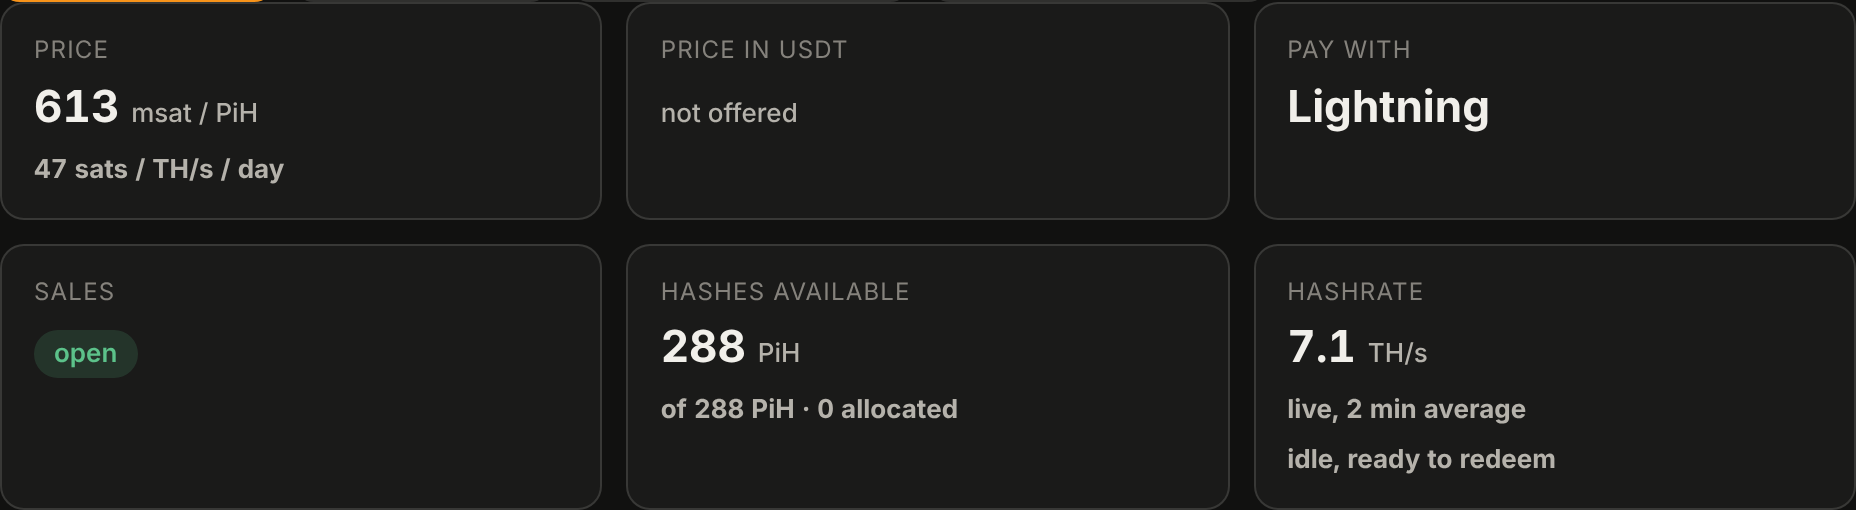 PRICE
613 msat / PiH
47 sats / TH/s / day
PRICE IN USDT
not offered
PAY WITH
Lightning
SALES
open
HASHES AVAILABLE
288 PiH
of 288 PiH · 0 allocated
HASHRATE
7.1 TH/s
live, 2 min average
idle, ready to redeem